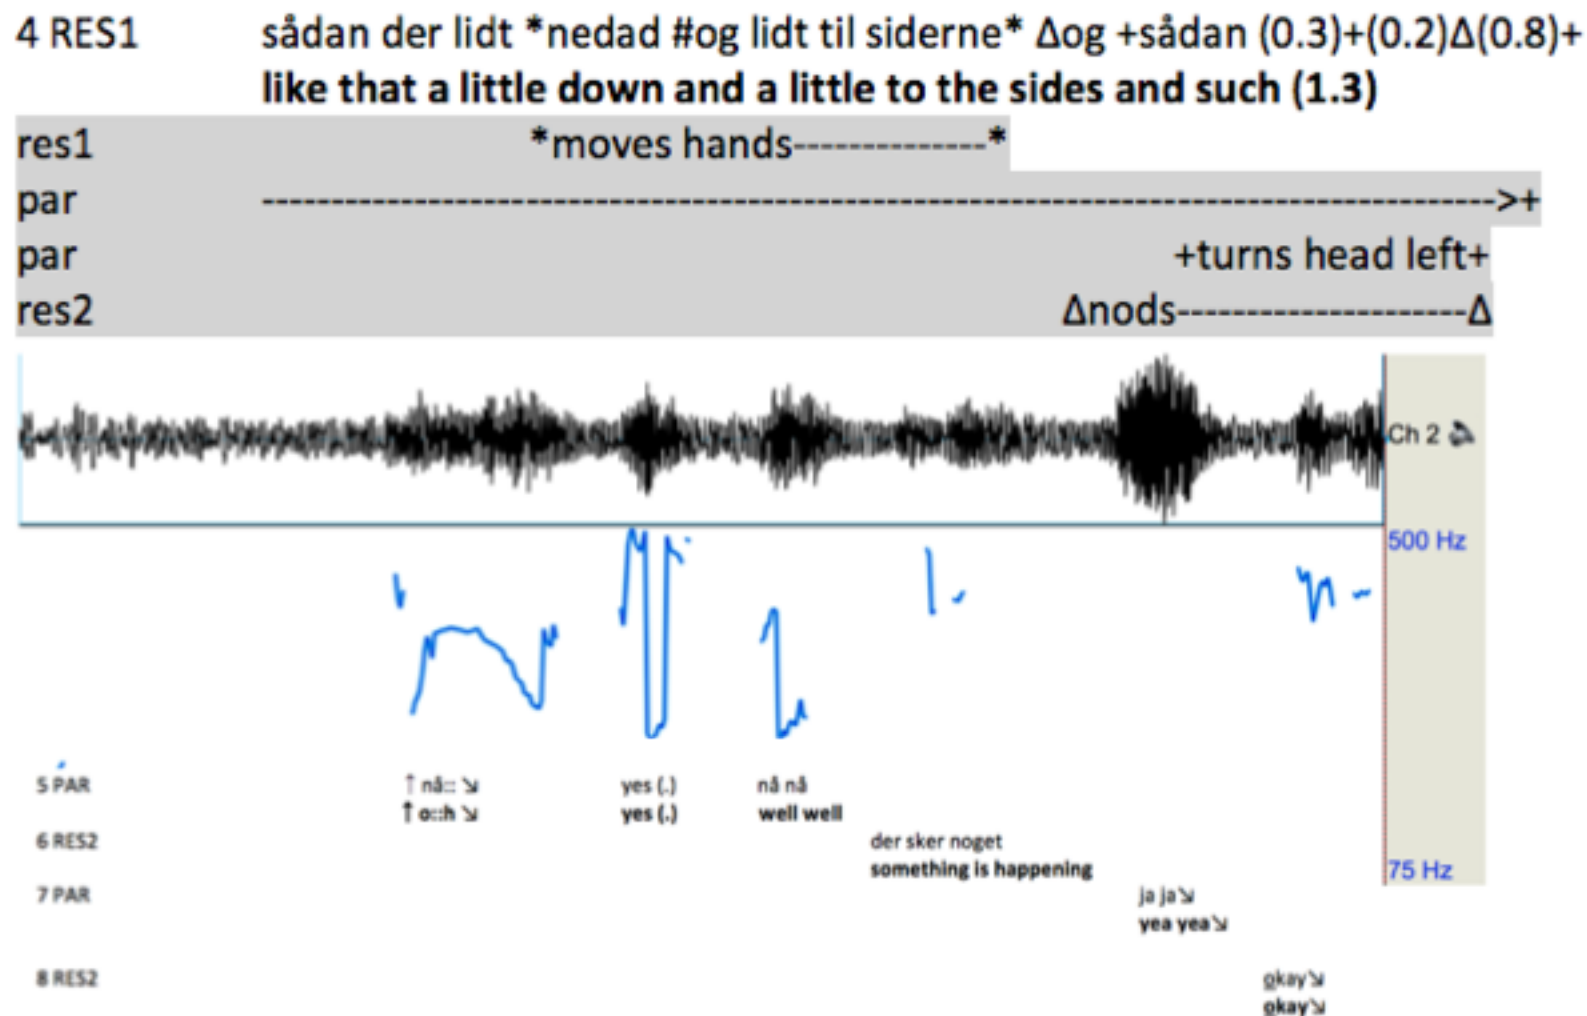 4 RES1 sådan der lidt *nedad #og lidt til siderne* Δog +sådan (0.3)+(0.2)Δ(0.8)+
like that a little down and a little to the sides and such (1.3)
res1 *moves hands--------------*
par ------------------------------------------------------------------------------------------>+
par +turns head left+
res2 Δnods---------------------Δ
Ch 2
500 Hz
75 Hz
5 PAR ↑ nå:: ↘ yes (.) nå nå
↑ o::h ↘ yes (.) well well
6 RES2 der sker noget
something is happening
7 PAR ja ja↘
yea yea↘
8 RES2 okay↘
okay↘